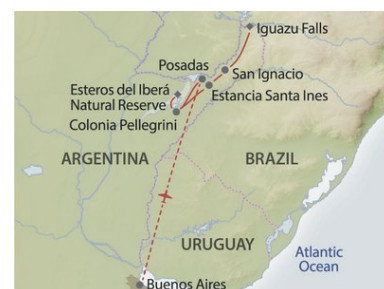 Iguazu Falls
Posadas
San Ignacio
Esteros del Iberá
Natural Reserve
Estancia Santa Ines
Colonia Pellegrini
ARGENTINA
BRAZIL
URUGUAY
Atlantic
Ocean
Buenos Aires